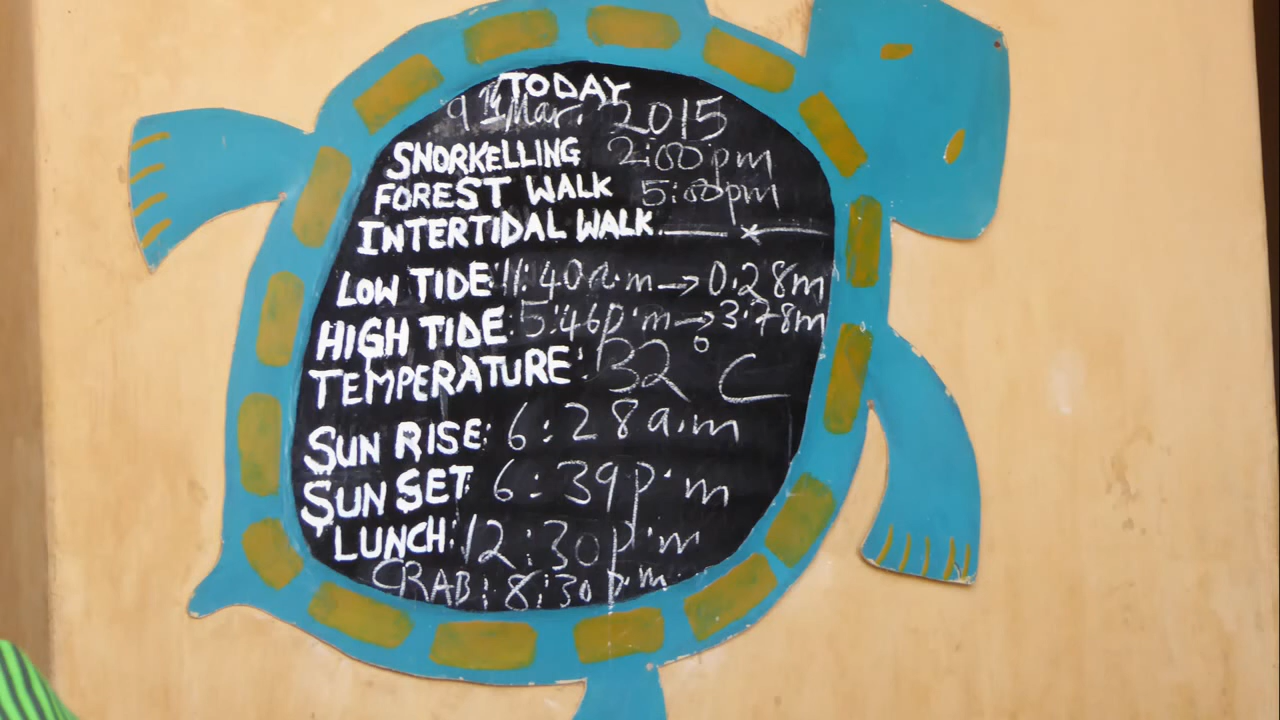 TODAY
9th Mar. 2015
SNORKELLING 2:00pm
FOREST WALK 5:00pm
INTERTIDAL WALK. —×—
LOW TIDE: 11:40a.m → 0.28m
HIGH TIDE: 5:46p.m → 3.78m
TEMPERATURE: 32°C
SUN RISE: 6:28a.m
SUN SET 6:39p.m
LUNCH: 12:30p.m
CRAB: 8:30p.m.